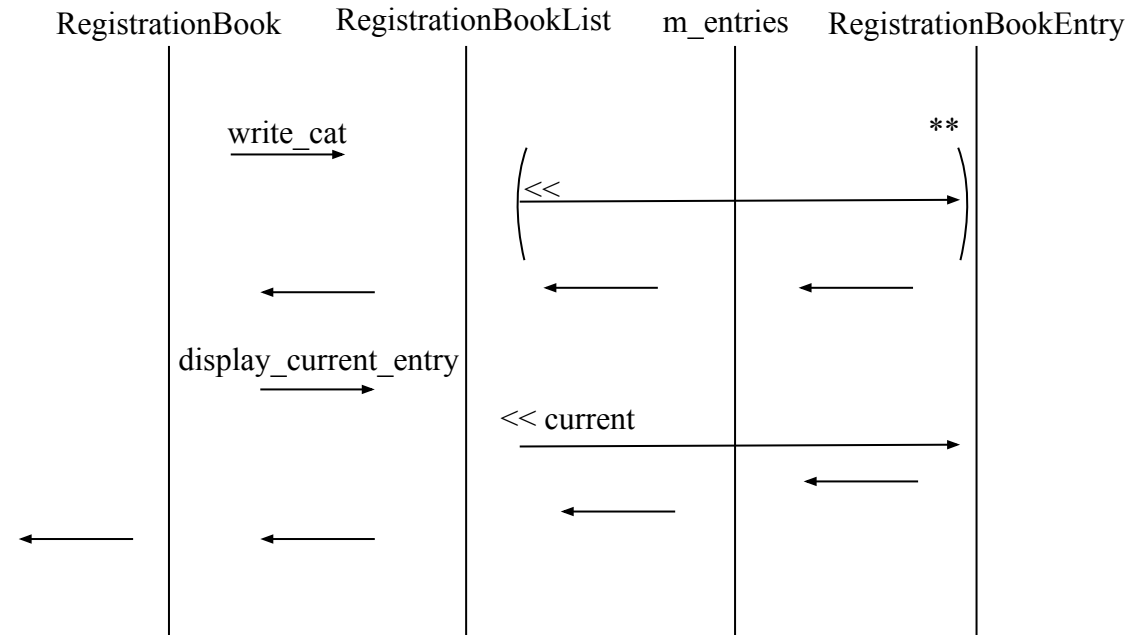 RegistrationBook
RegistrationBookList
m_entries
RegistrationBookEntry
write_cat
**
<<
display_current_entry
<< current